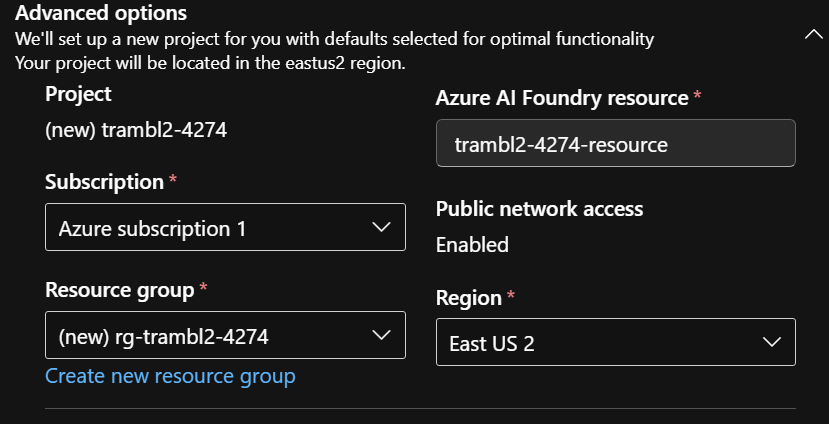 Advanced options
We'll set up a new project for you with defaults selected for optimal functionality
Your project will be located in the eastus2 region.
Project
(new) trambl2-4274
Azure AI Foundry resource *
trambl2-4274-resource
Subscription *
Azure subscription 1
Public network access
Enabled
Resource group *
(new) rg-trambl2-4274
Create new resource group
Region *
East US 2